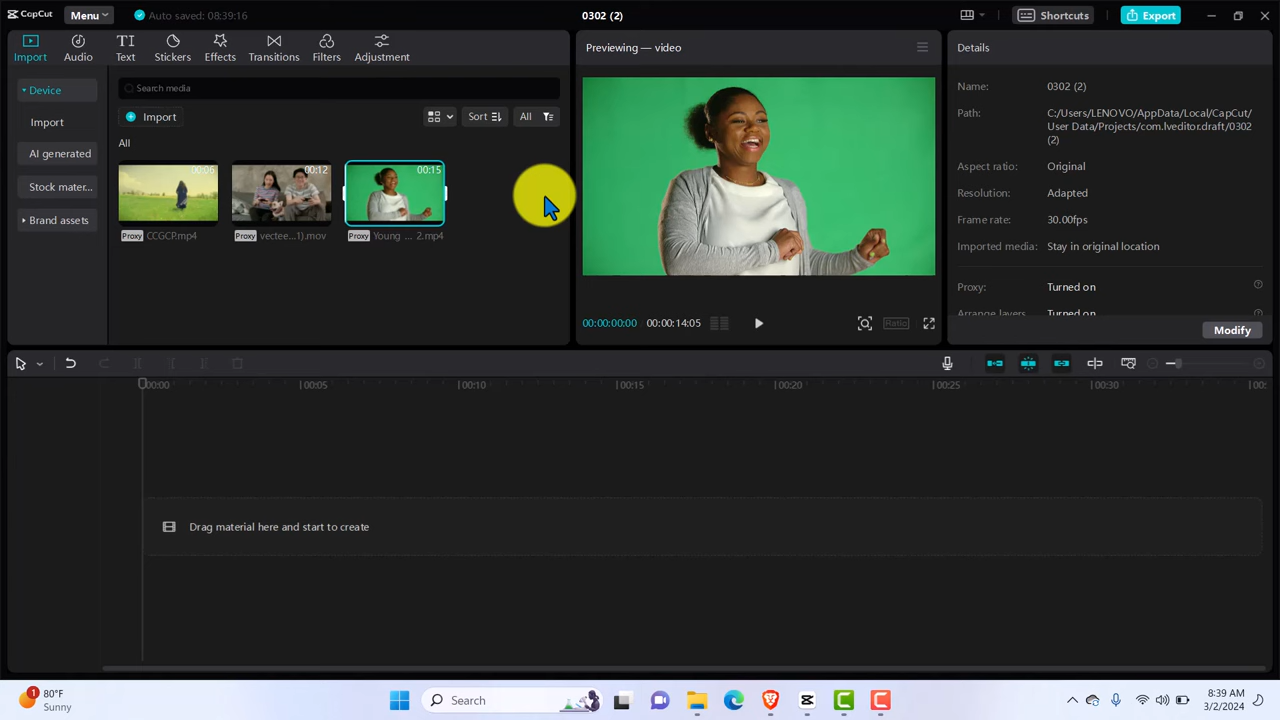 CapCut Menu Auto saved: 08:39:16 0302 (2) Shortcuts Export
Import Audio Text Stickers Effects Transitions Filters Adjustment
Device
Import
AI generated
Stock mater...
Brand assets
Search media
Import Sort All
All
00:06 00:12 00:15
Proxy CCGCP.mp4 Proxy vectee...1).mov Proxy Young ... 2.mp4
Previewing — video
00:00:00:00 00:00:14:05 Ratio
Details
Name: 0302 (2)
Path: C:/Users/LENOVO/AppData/Local/CapCut/
User Data/Projects/com.lveditor.draft/0302
(2)
Aspect ratio: Original
Resolution: Adapted
Frame rate: 30.00fps
Imported media: Stay in original location
Proxy: Turned on
Arrange layers Turned on
Modify
00:00 00:05 00:10 00:15 00:20 00:25 00:30 00:
Drag material here and start to create
1 80°F
Sunny
Search
8:39 AM
3/2/2024